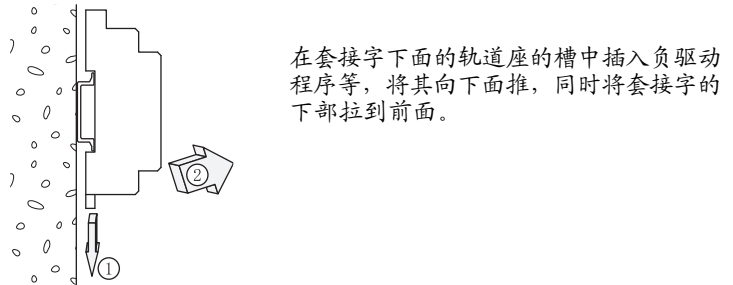 在套接字下面的轨道座的槽中插入负驱动
程序等，将其向下面推，同时将套接字的
下部拉到前面。
②
①